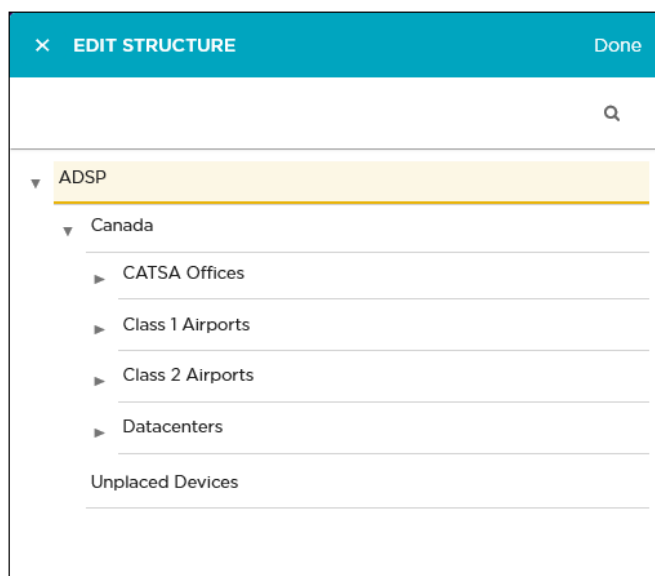 EDIT STRUCTURE Done
ADSP
Canada
CATSA Offices
Class 1 Airports
Class 2 Airports
Datacenters
Unplaced Devices